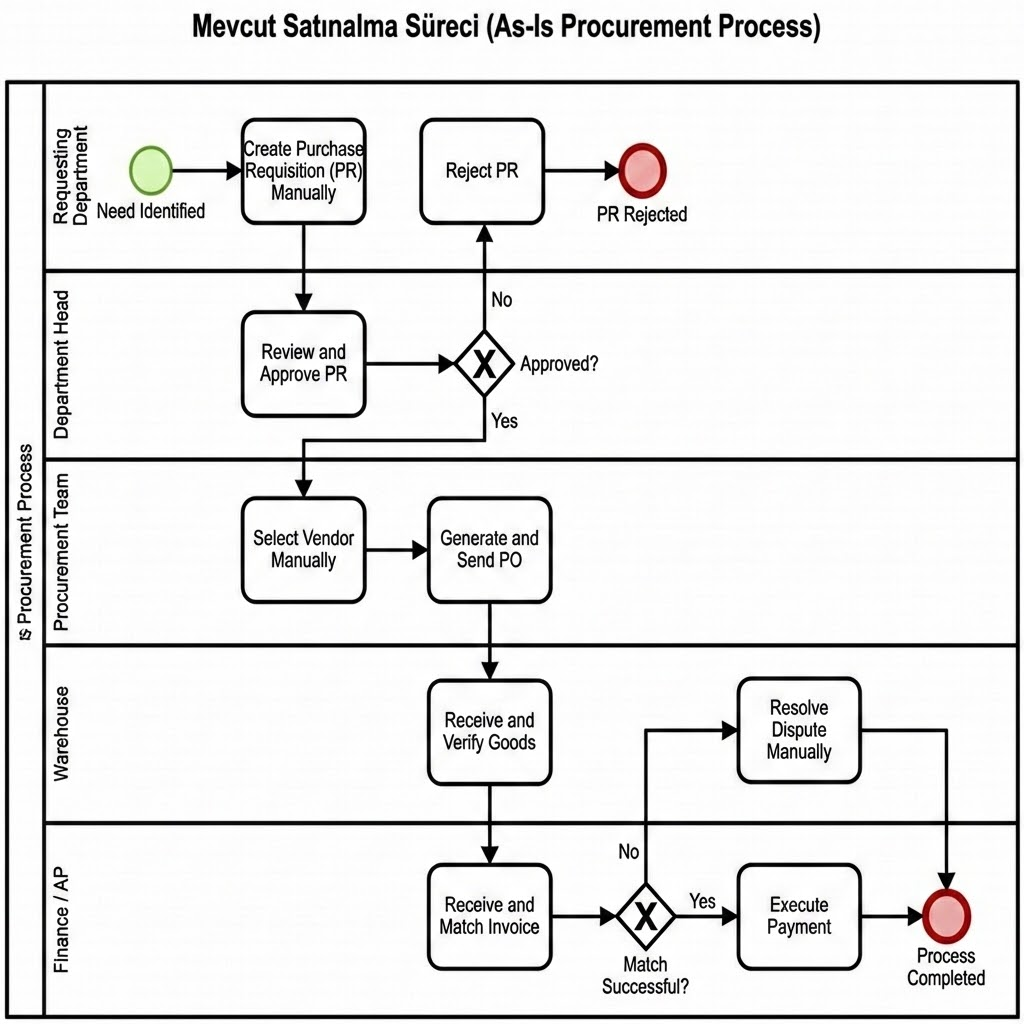 Mevcut Satınalma Süreci (As-Is Procurement Process)
Procurement Process
Requesting
Department
Need Identified
Create Purchase
Requisition (PR)
Manually
Reject PR
PR Rejected
Department Head
Review and
Approve PR
No
X
Approved?
Yes
Procurement Team
Select Vendor
Manually
Generate and
Send PO
Warehouse
Receive and
Verify Goods
Resolve
Dispute
Manually
Finance / AP
Receive and
Match Invoice
No
X
Match
Successful?
Yes
Execute
Payment
Process
Completed